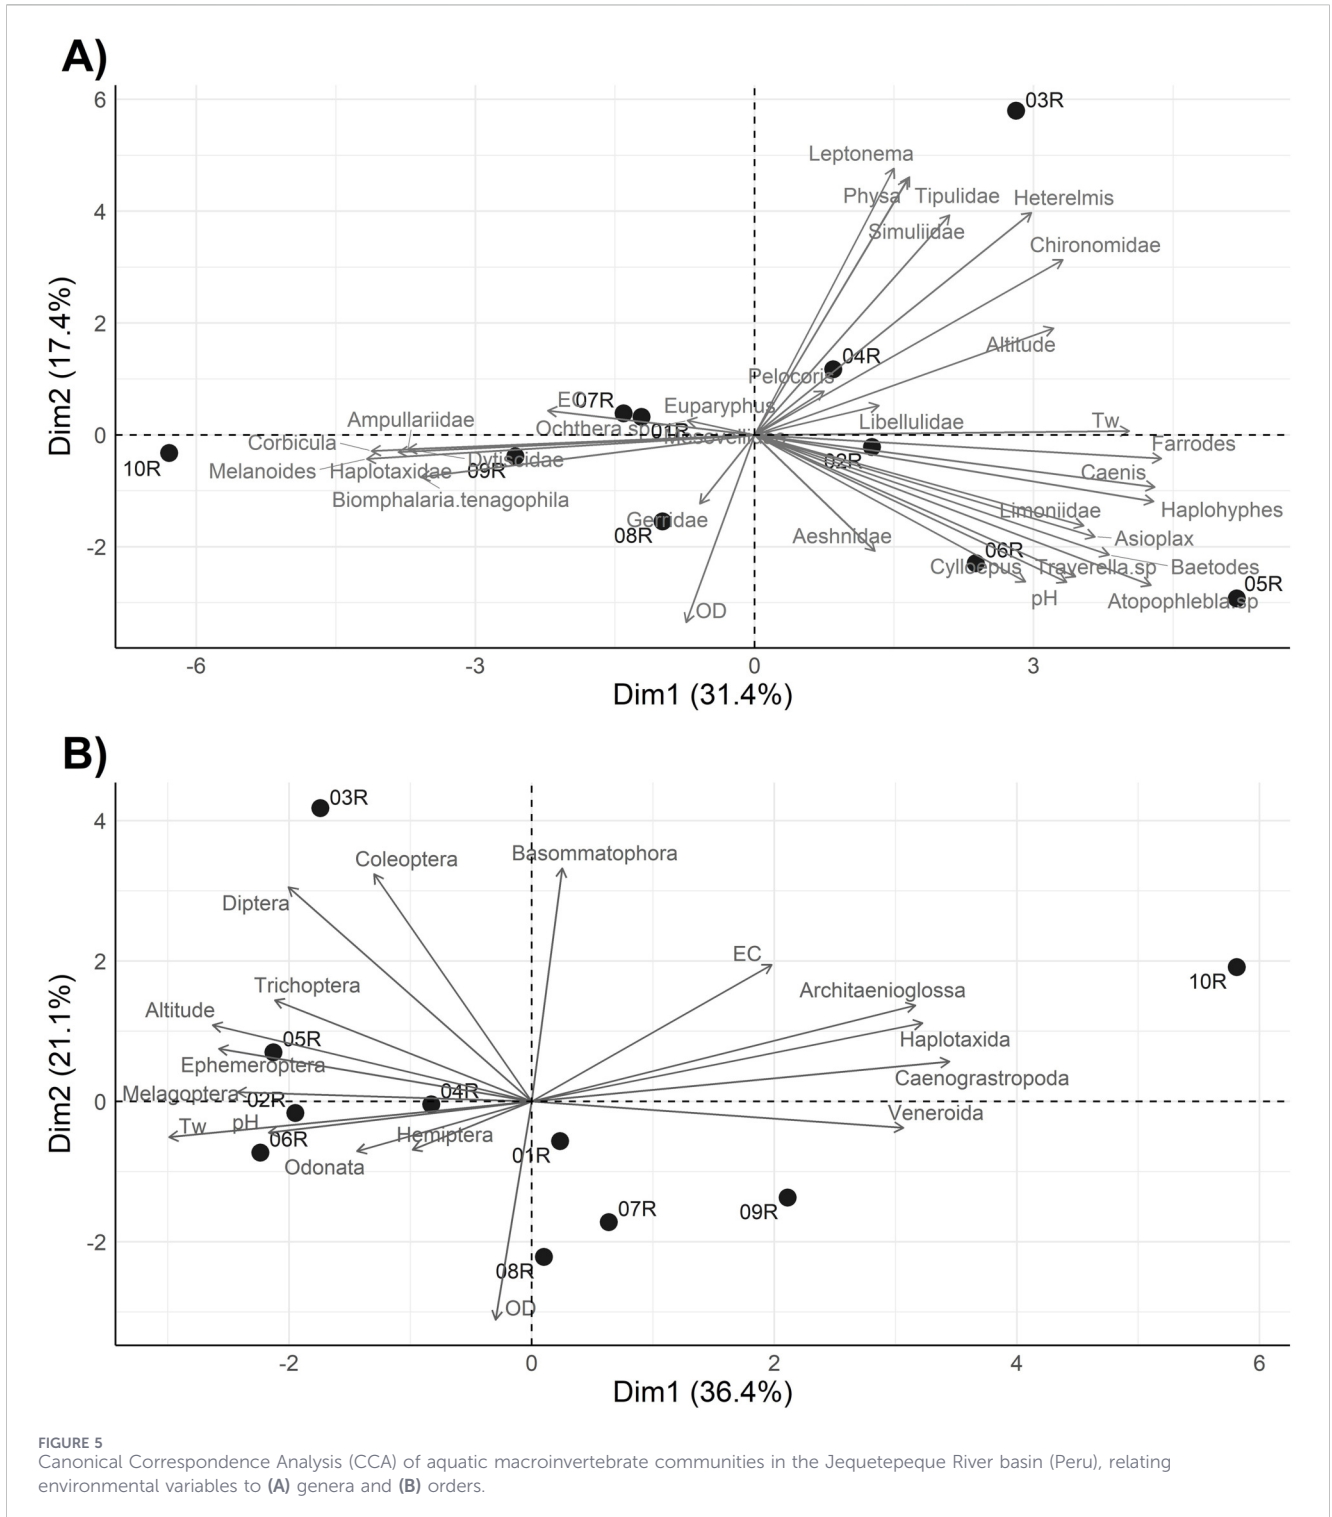 A)
Dim2 (17.4%)
6
4
2
0
-2
03R
Leptonema
Physa
Tipulidae
Heterelmis
Simuliidae
Chironomidae
Altitude
04R
Pelocoris
EC
07R
Euparyphus
Ampullariidae
Ochthera.sp
01R
Libellulidae
Tw
Corbicula
Farrodes
10R
Melanoides
Haplotaxidae
Dytiscidae
09R
02R
Caenis
Biomphalaria.tenagophila
Gerridae
08R
Limoniidae
Haplohyphes
Aeshnidae
Asioplax
06R
Cylloepus
Traverella.sp
Baetodes
05R
pH
Atopophlebia.sp
OD
-6
-3
0
3
Dim1 (31.4%)
B)
Dim2 (21.1%)
4
2
0
-2
03R
Coleoptera
Basommatophora
Diptera
EC
10R
Trichoptera
Architaenioglossa
Altitude
05R
Haplotaxida
Ephemeroptera
Caenograstropoda
Melagoptera
02R
04R
Veneroida
Tw
pH
06R
Hemiptera
Odonata
01R
07R
09R
08R
OD
-2
0
2
4
6
Dim1 (36.4%)
FIGURE 5
Canonical Correspondence Analysis (CCA) of aquatic macroinvertebrate communities in the Jequetepeque River basin (Peru), relating
environmental variables to (A) genera and (B) orders.